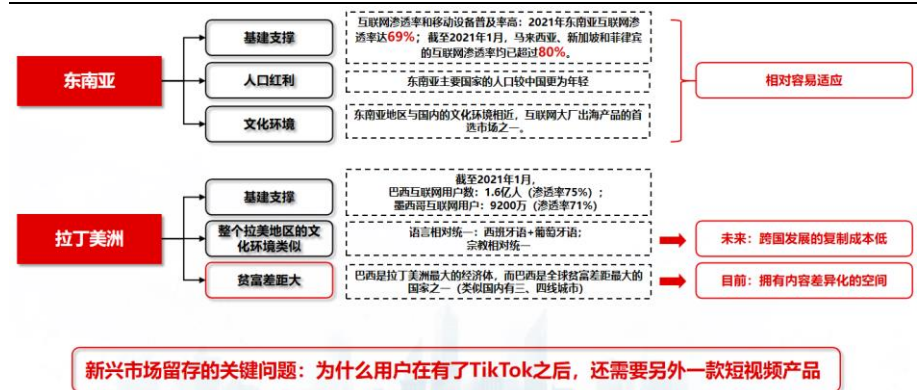 东南亚
基建支撑
互联网渗透率和移动设备普及率高：2021年东南亚互联网渗
透率达69%；截至2021年1月，马来西亚、新加坡和菲律宾
的互联网渗透率均已超过80%。
人口红利
东南亚主要国家的人口较中国更为年轻
文化环境
东南亚地区与国内的文化环境相近，互联网大厂出海产品的首
选市场之一。
相对容易适应
拉丁美洲
基建支撑
截至2021年1月，
巴西互联网用户数：1.6亿人（渗透率75%）；
墨西哥互联网用户：9200万（渗透率71%）
整个拉美地区的文
化环境类似
语言相对统一：西班牙语+葡萄牙语；
宗教相对统一
未来：跨国发展的复制成本低
贫富差距大
巴西是拉丁美洲最大的经济体，而巴西是全球贫富差距最大的
国家之一（类似国内有三、四线城市）
目前：拥有内容差异化的空间
新兴市场留存的关键问题：为什么用户在有了TikTok之后，还需要另外一款短视频产品